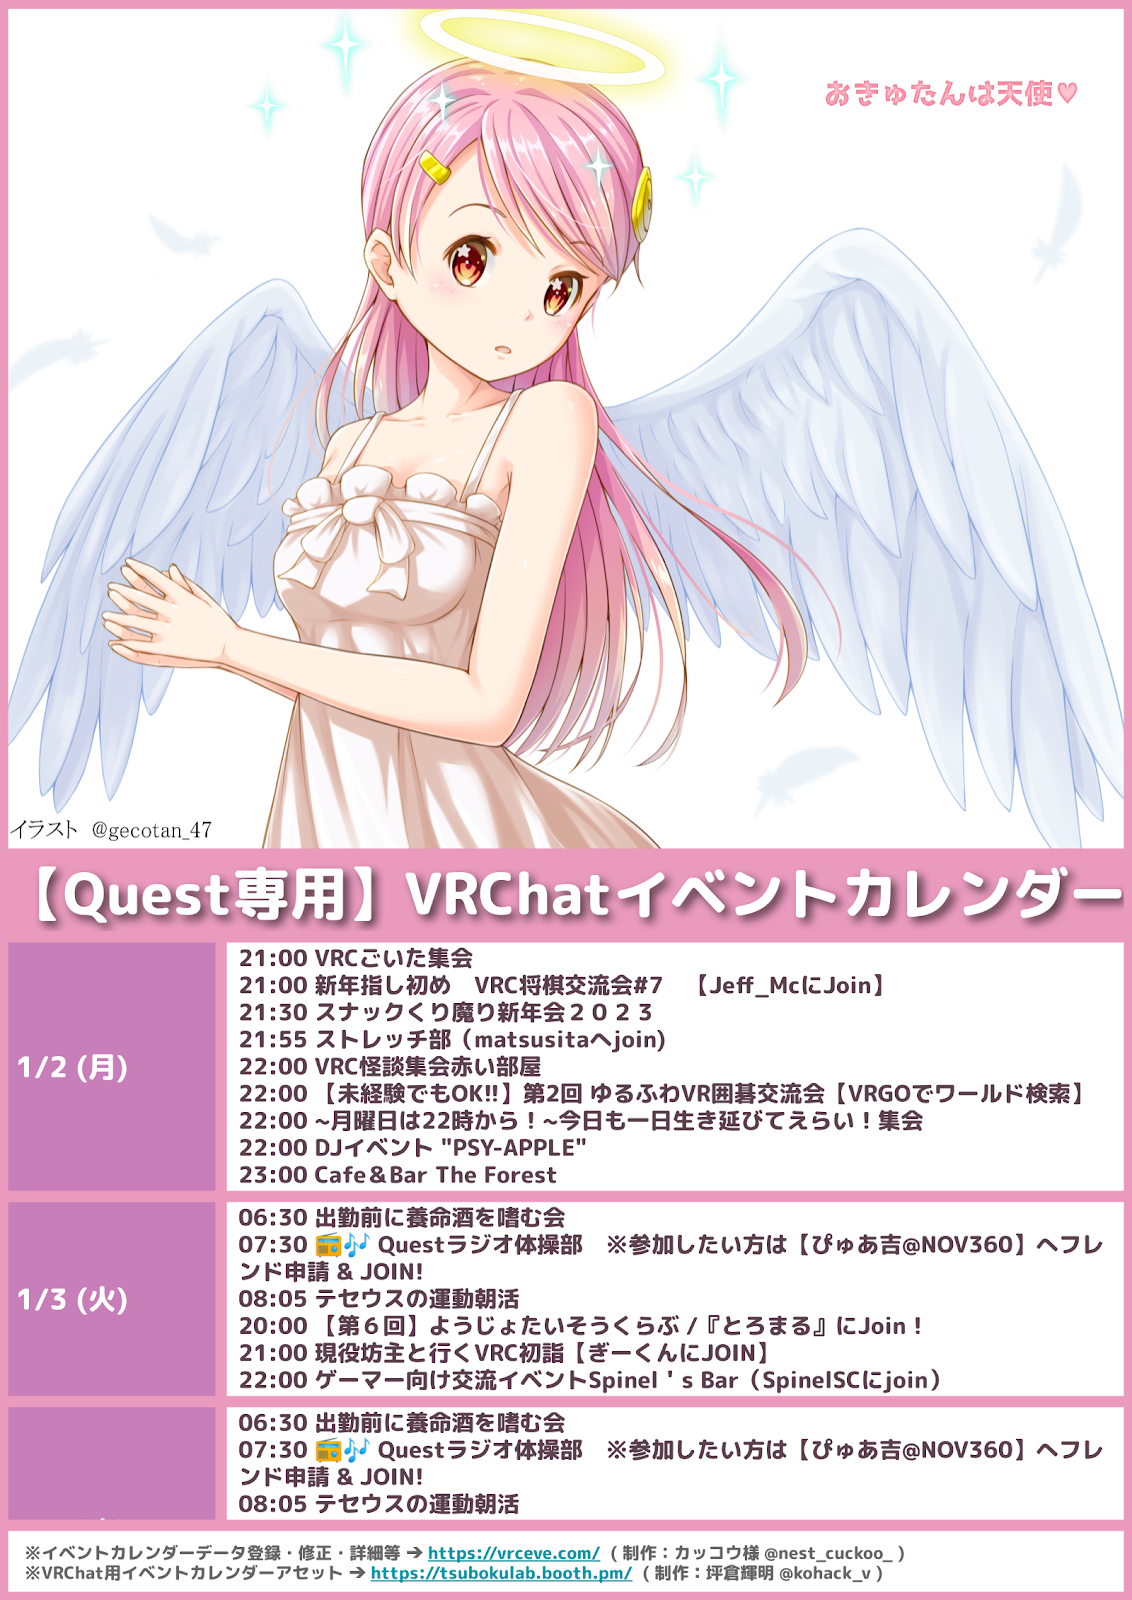 おきゅたんは天使♥
イラスト @gecotan_47
【Quest専用】VRChatイベントカレンダー
1/2 (月)
21:00 VRCごいた集会
21:00 新年指し初め　VRC将棋交流会#7　【Jeff_McにJoin】
21:30 スナックくり魔り新年会２０２３
21:55 ストレッチ部（matsusitaへjoin)
22:00 VRC怪談集会赤い部屋
22:00 【未経験でもOK!!】第2回 ゆるふわVR囲碁交流会【VRGOでワールド検索】
22:00 ~月曜日は22時から！~今日も一日生き延びてえらい！集会
22:00 DJイベント "PSY-APPLE"
23:00 Cafe＆Bar The Forest
1/3 (火)
06:30 出勤前に養命酒を嗜む会
07:30 📻🎶 Questラジオ体操部　※参加したい方は【ぴゅあ吉@NOV360】へフレ
ンド申請 & JOIN!
08:05 テセウスの運動朝活
20:00 【第６回】ようじょたいそうくらぶ /『とろまる』にJoin！
21:00 現役坊主と行くVRC初詣【ぎーくんにJOIN】
22:00 ゲーマー向け交流イベントSpinel＇s Bar（SpinelSCにjoin）
06:30 出勤前に養命酒を嗜む会
07:30 📻🎶 Questラジオ体操部　※参加したい方は【ぴゅあ吉@NOV360】へフレ
ンド申請 & JOIN!
08:05 テセウスの運動朝活
※イベントカレンダーデータ登録・修正・詳細等 ➔ https://vrceve.com/ （制作：カッコウ様 @nest_cuckoo_ ）
※VRChat用イベントカレンダーアセット ➔ https://tsubokulab.booth.pm/ （制作：坪倉輝明 @kohack_v ）